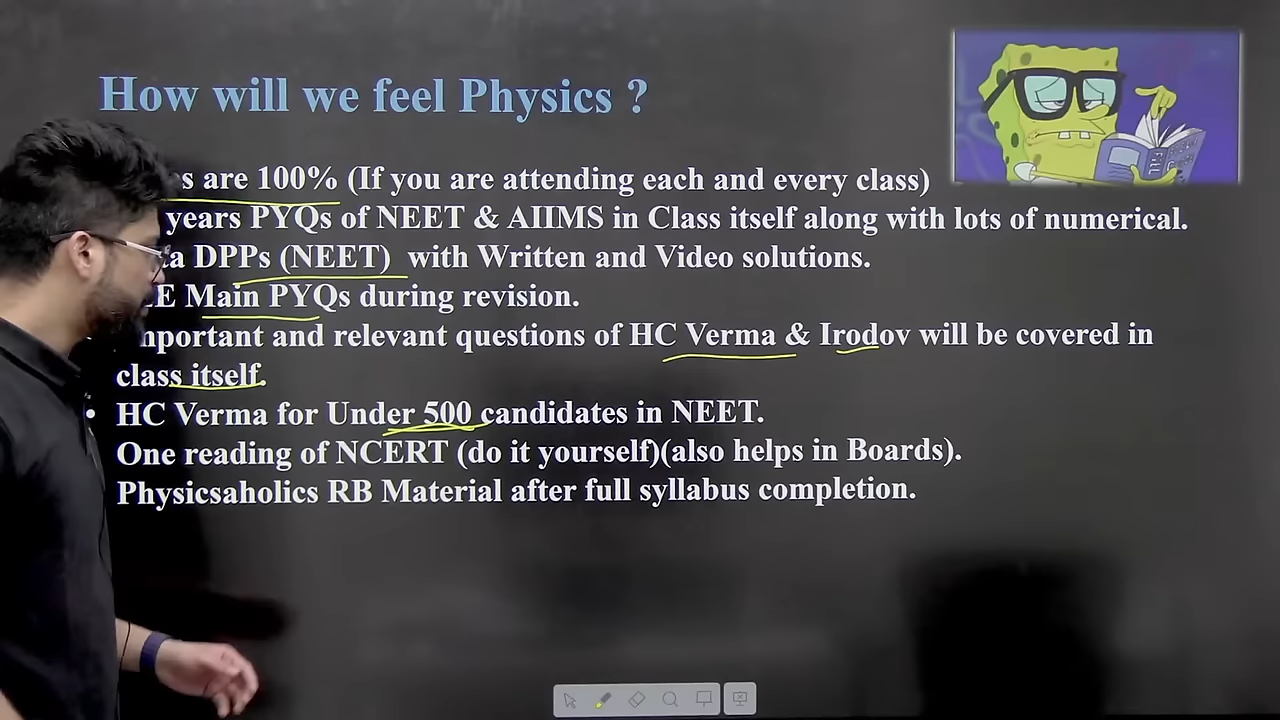 How will we feel Physics ?
are 100% (If you are attending each and every class)
years PYQs of NEET & AIIMS in Class itself along with lots of numerical.
DPPs (NEET) with Written and Video solutions.
Main PYQs during revision.
and relevant questions of HC Verma & Irodov will be covered in
class itself.
• HC Verma for Under 500 candidates in NEET.
One reading of NCERT (do it yourself)(also helps in Boards).
Physicsaholics RB Material after full syllabus completion.